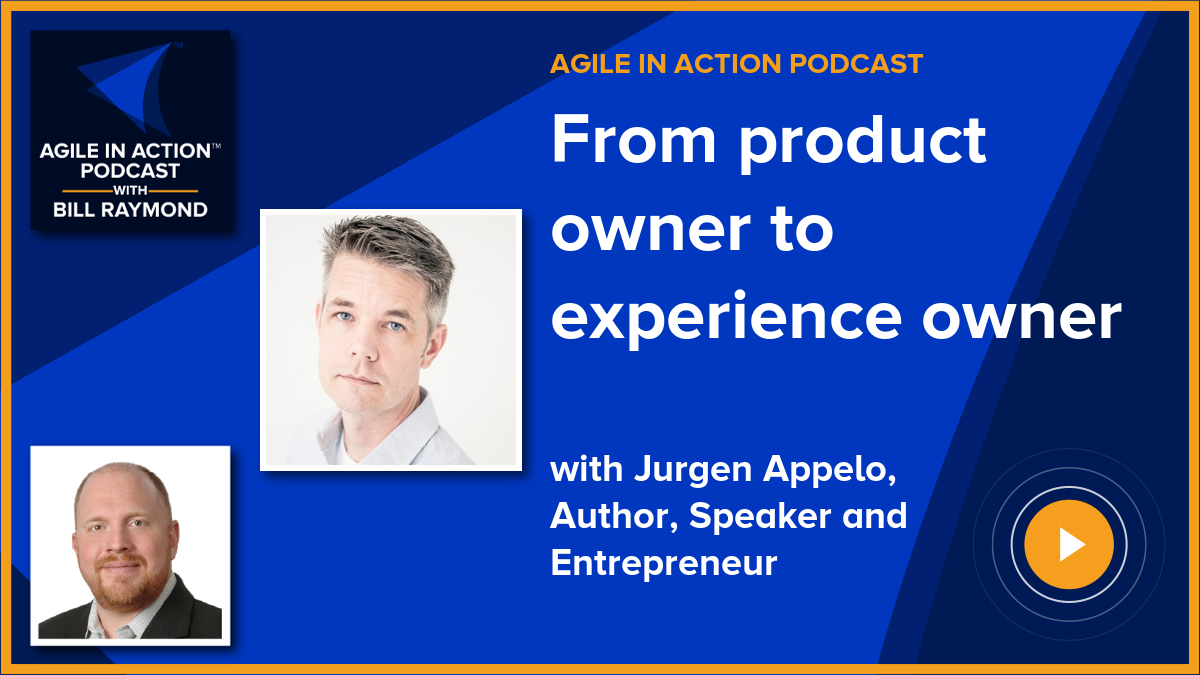 AGILE IN ACTION™
PODCAST
WITH
BILL RAYMOND
AGILE IN ACTION PODCAST
From product
owner to
experience owner
with Jurgen Appelo,
Author, Speaker and
Entrepreneur
TM